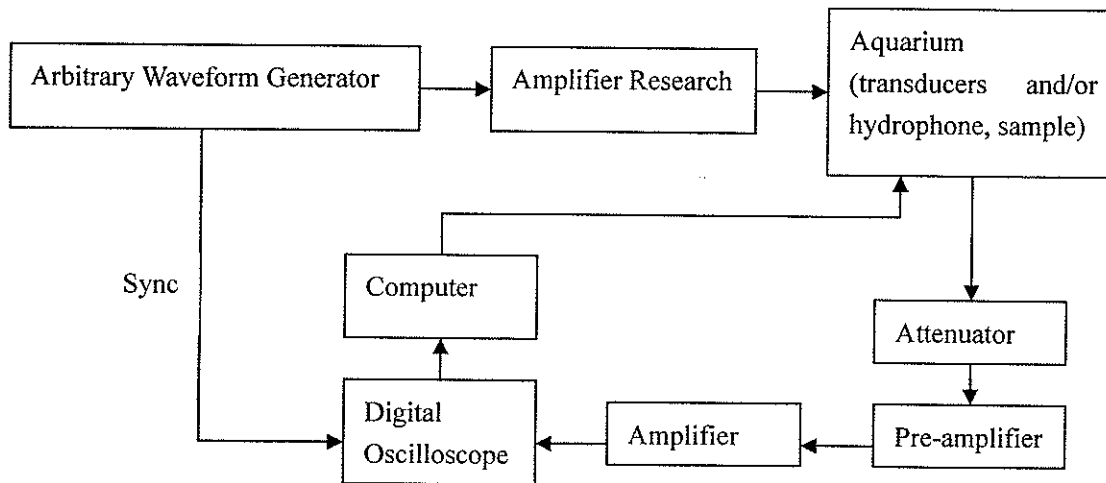 Arbitrary Waveform Generator
Amplifier Research
Aquarium
(transducers and/or
hydrophone, sample)
Sync
Computer
Attenuator
Digital
Oscilloscope
Amplifier
Pre-amplifier